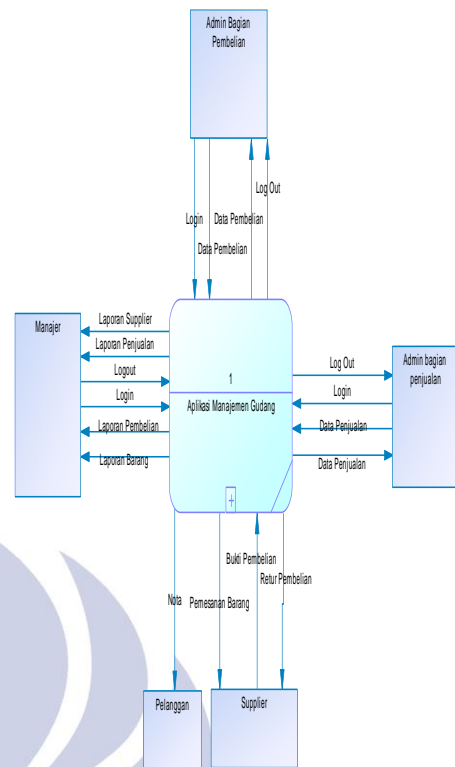 Admin Bagian
Pembelian
Log Out
Login
Data Pembelian
Data Pembelian
Manajer
Laporan Supplier
Laporan Penjualan
Logout
Login
Laporan Pembelian
Laporan Barang
1
Aplikasi Manajemen Gudang
+
Log Out
Login
Data Penjualan
Data Penjualan
Admin bagian
penjualan
Bukti Pembelian
Retur Pembelian
Nota
Pemesanan Barang
Pelanggan
Supplier